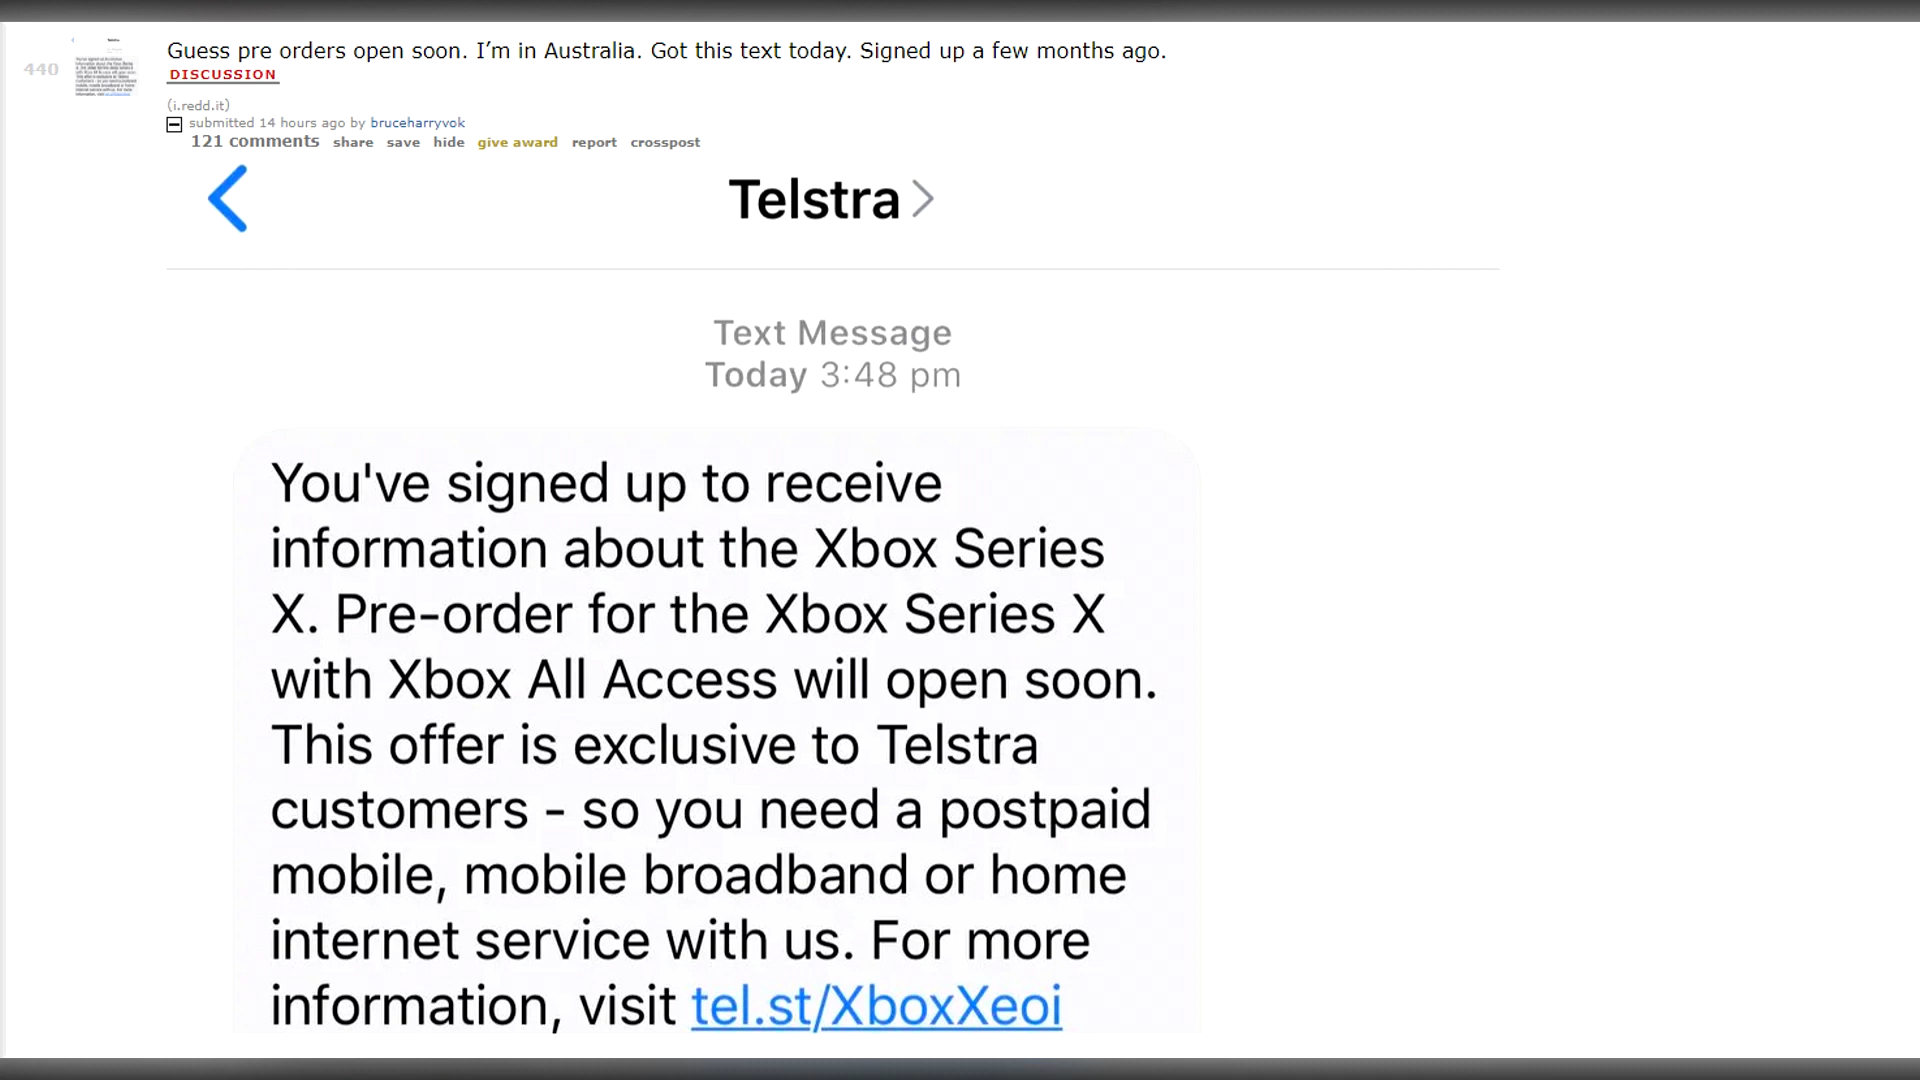 Guess pre orders open soon. I’m in Australia. Got this text today. Signed up a few months ago.
DISCUSSION
440
(i.redd.it)
submitted 14 hours ago by bruceharryvok
121 comments share save hide give award report crosspost
Telstra
Text Message
Today 3:48 pm
You've signed up to receive
information about the Xbox Series
X. Pre-order for the Xbox Series X
with Xbox All Access will open soon.
This offer is exclusive to Telstra
customers - so you need a postpaid
mobile, mobile broadband or home
internet service with us. For more
information, visit tel.st/XboxXeoi